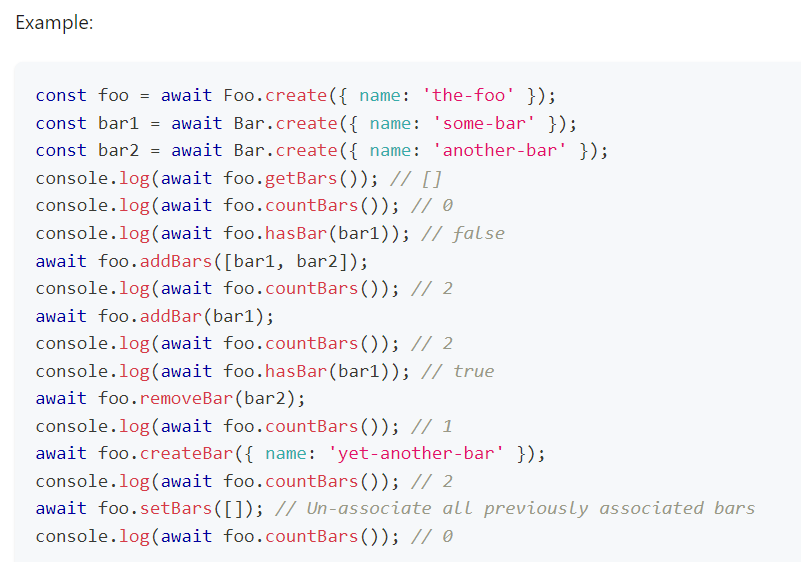 Example:
const foo = await Foo.create({ name: 'the-foo' });
const bar1 = await Bar.create({ name: 'some-bar' });
const bar2 = await Bar.create({ name: 'another-bar' });
console.log(await foo.getBars()); // []
console.log(await foo.countBars()); // 0
console.log(await foo.hasBar(bar1)); // false
await foo.addBars([bar1, bar2]);
console.log(await foo.countBars()); // 2
await foo.addBar(bar1);
console.log(await foo.countBars()); // 2
console.log(await foo.hasBar(bar1)); // true
await foo.removeBar(bar2);
console.log(await foo.countBars()); // 1
await foo.createBar({ name: 'yet-another-bar' });
console.log(await foo.countBars()); // 2
await foo.setBars([]); // Un-associate all previously associated bars
console.log(await foo.countBars()); // 0